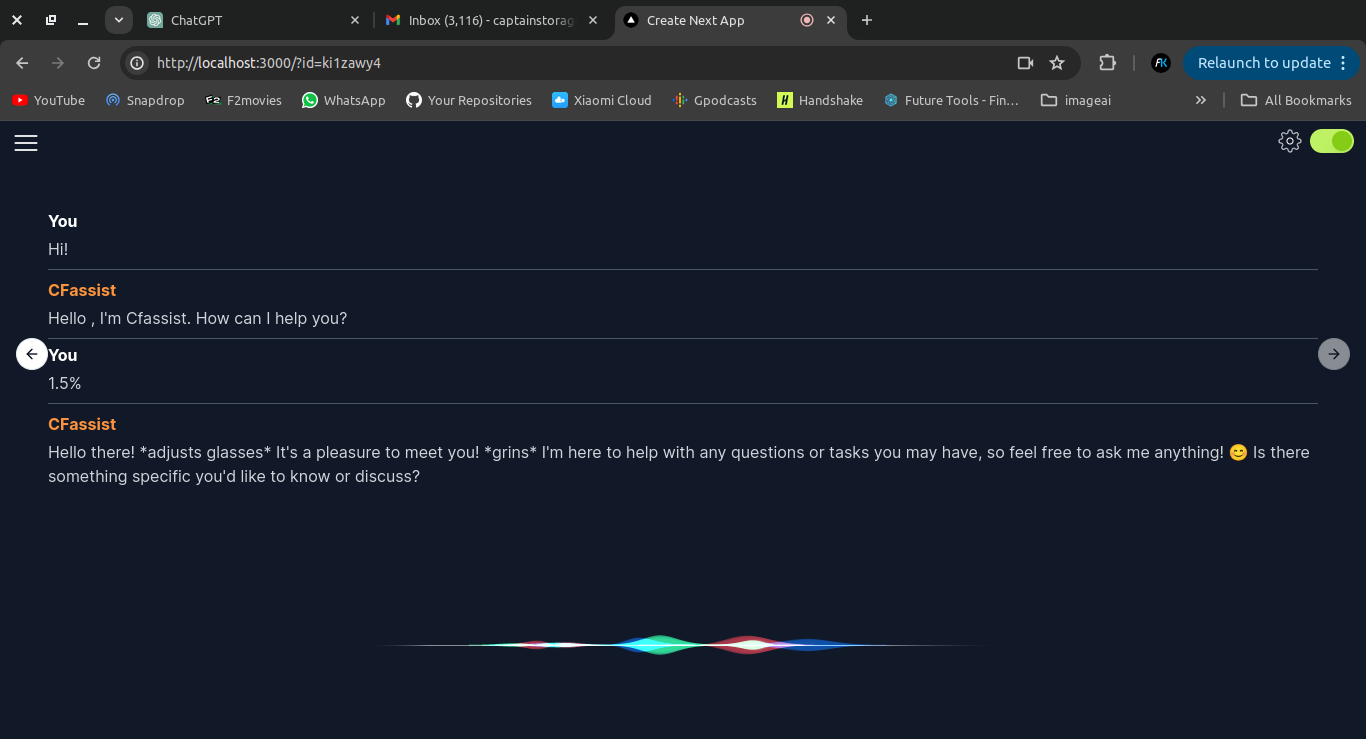 ChatGPT
Inbox (3,116) - captainstorag
Create Next App
http://localhost:3000/?id=ki1zawy4
FK
Relaunch to update
YouTube
Snapdrop
F2
F2movies
WhatsApp
Your Repositories
Xiaomi Cloud
Gpodcasts
H
Handshake
Future Tools - Fin...
imageai
»
All Bookmarks
You
Hi!
CFassist
Hello , I'm Cfassist. How can I help you?
You
1.5%
CFassist
Hello there! *adjusts glasses* It's a pleasure to meet you! *grins* I'm here to help with any questions or tasks you may have, so feel free to ask me anything! 😊 Is there
something specific you'd like to know or discuss?